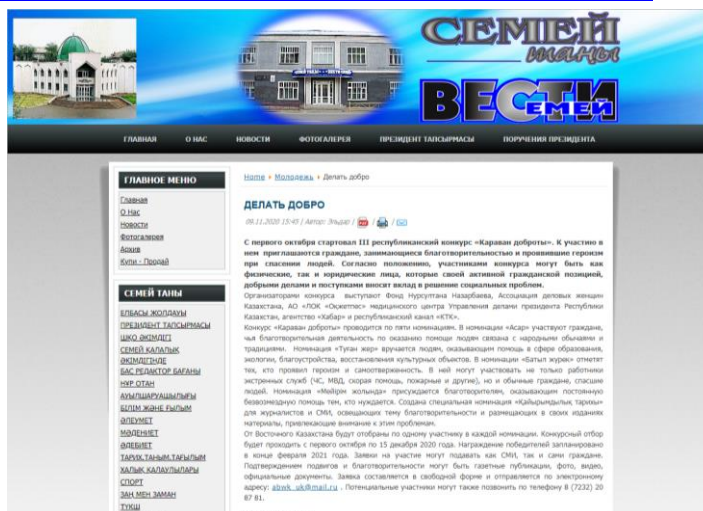 СЕМЕЙ
ТАҢЫ
ВЕСТИ
СЕМЕЙ
ГЛАВНАЯ О НАС НОВОСТИ ФОТОГАЛЕРЕЯ ПРЕЗИДЕНТ ТАПСЫРМАСЫ ПОРУЧЕНИЯ ПРЕЗИДЕНТА
ГЛАВНОЕ МЕНЮ
Главная
О Нас
Новости
Фотогалерея
Архив
Купи - Продай
СЕМЕЙ ТАНЫ
ЕЛБАСЫ ЖОЛДАУЫ
ПРЕЗИДЕНТ ТАПСЫРМАСЫ
ШҚО ӘКІМДІГІ
СЕМЕЙ ҚАЛАЛЫҚ
ӘКІМДІГІНДЕ
БАС РЕДАКТОР БАҒАНЫ
НҰР ОТАН
АУЫЛШАРУАШЫЛЫҒЫ
БІЛІМ ЖӘНЕ ҒЫЛЫМ
ӘЛЕУМЕТ
МӘДЕНИЕТ
ӘДЕБИЕТ
ТАРИХ,ТАНЫМ,ТАҒЫЛЫМ
ХАЛЫҚ ҚАЛАУЛЫЛАРЫ
СПОРТ
ЗАҢ МЕН ЗАМАН
ТҮКШ
Home Молодежь Делать добро
ДЕЛАТЬ ДОБРО
09.11.2020 15:45 | Автор: Эльдар | | |
С первого октября стартовал III республиканский конкурс «Караван доброты». К участию в
нем приглашаются граждане, занимающиеся благотворительностью и проявившие героизм
при спасении людей. Согласно положению, участниками конкурса могут быть как
физические, так и юридические лица, которые своей активной гражданской позицией,
добрыми делами и поступками вносят вклад в решение социальных проблем.
Организаторами конкурса выступают Фонд Нурсултана Назарбаева, Ассоциация деловых женщин
Казахстана, АО «ЛОК «Окжетпес» медицинского центра Управления делами президента Республики
Казахстан, агентство «Хабар» и республиканский канал «КТК».
Конкурс «Караван доброты» проводится по пяти номинациям. В номинации «Асар» участвуют граждане,
чья благотворительная деятельность по оказанию помощи людям связана с народными обычаями и
традициями. Номинация «Туған жер» вручается людям, оказывающим помощь в сфере образования,
экологии, благоустройства, восстановления культурных объектов. В номинации «Батыл жүрек» отметят
тех, кто проявил героизм и самоотверженность. В ней могут участвовать не только работники
экстренных служб (ЧС, МВД, скорая помощь, пожарные и другие), но и обычные граждане, спасшие
людей. Номинация «Мейірім жолында» присуждается благотворителям, оказывающим постоянную
безвозмездную помощь тем, кто нуждается. Создана специальная номинация «Қайырымдылық тарихы»
для журналистов и СМИ, освещающих тему благотворительности и размещающих в своих изданиях
материалы, привлекающие внимание к этим проблемам.
От Восточного Казахстана будут отобраны по одному участнику в каждой номинации. Конкурсный отбор
будет проходить с первого октября по 15 декабря 2020 года. Награждение победителей запланировано
в конце февраля 2021 года. Заявки на участие могут подавать как СМИ, так и сами граждане.
Подтверждением подвигов и благотворительности могут быть газетные публикации, фото, видео,
официальные документы. Заявка составляется в свободной форме и отправляется по электронному
адресу: abwk_uk@mail.ru . Потенциальные участники могут также позвонить по телефону 8 (7232) 20
87 81.